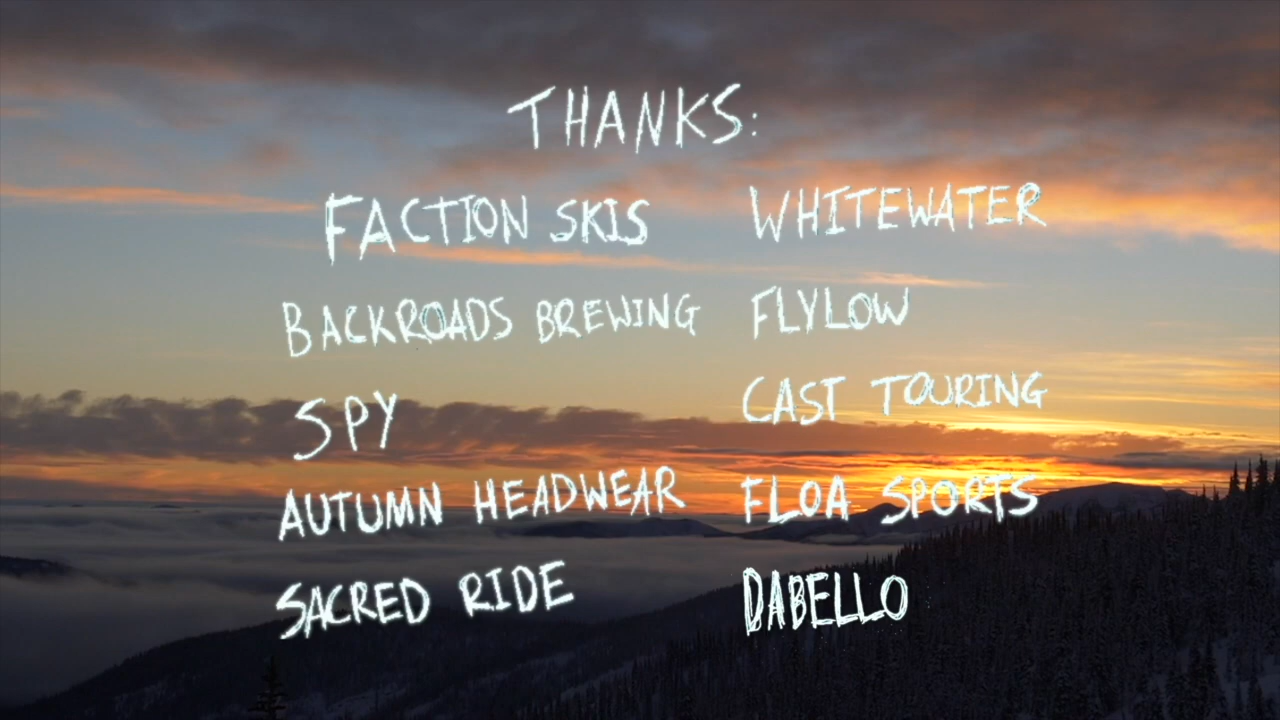 THANKS:
FACTION SKIS
WHITEWATER
BACKROADS BREWING
FLYLOW
SPY
CAST TOURING
AUTUMN HEADWEAR
FLOA SPORTS
SACRED RIDE
DABELLO